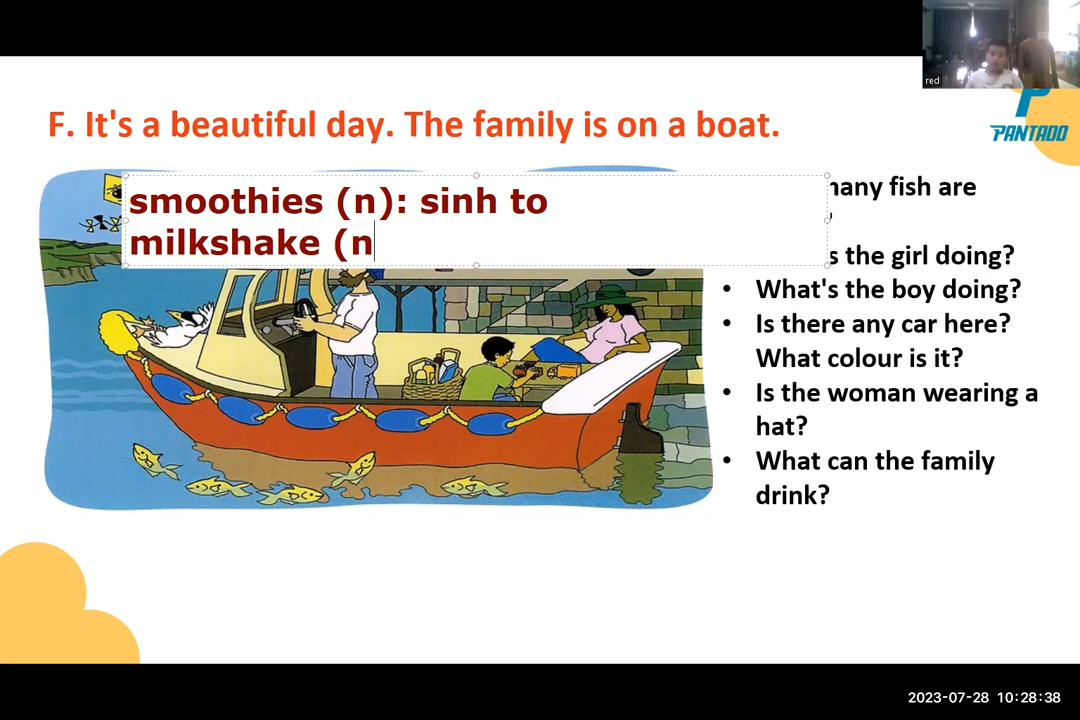 red
F. It's a beautiful day. The family is on a boat.
PANTADO
smoothies (n): sinh to
milkshake (n
many fish are
the girl doing?
• What's the boy doing?
• Is there any car here?
What colour is it?
• Is the woman wearing a
hat?
• What can the family
drink?
2023-07-28 10:28:38